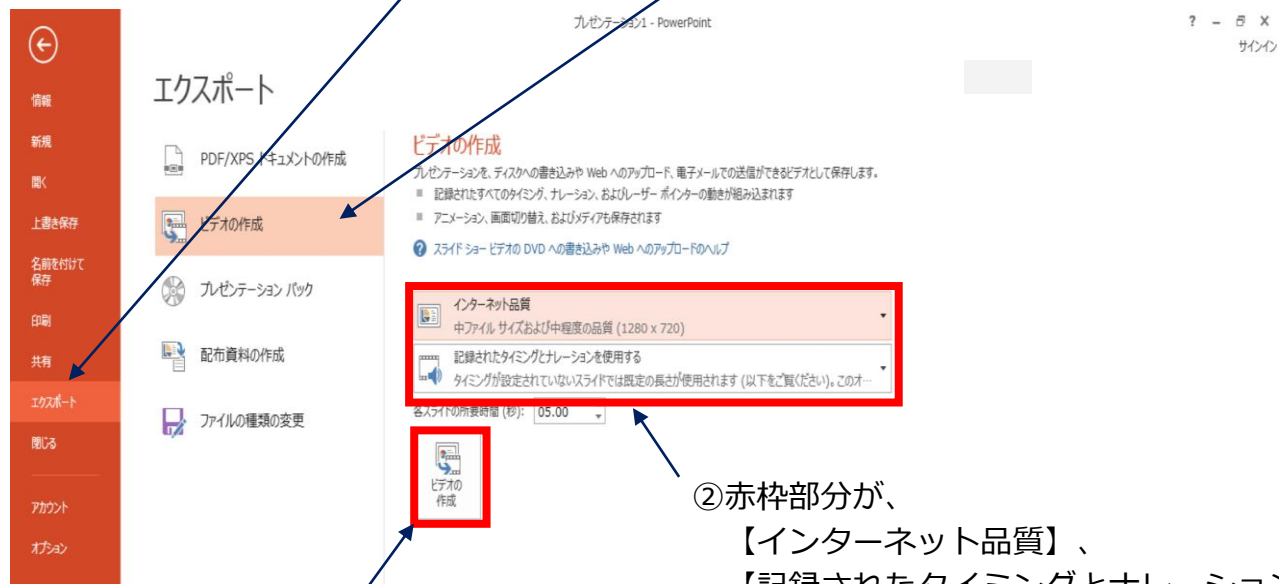 プレゼンテーション1 - PowerPoint
? – X
サインイン
情報
新規
開く
上書き保存
名前を付けて
保存
印刷
共有
エクスポート
閉じる
アカウント
オプション
エクスポート
PDF/XPS ドキュメントの作成
ビデオの作成
プレゼンテーション パック
配布資料の作成
ファイルの種類の変更
ビデオの作成
プレゼンテーションを、ディスクへの書き込みや Web へのアップロード、電子メールでの送信ができるビデオとして保存します。
■ 記録されたすべてのタイミング、ナレーション、およびレーザー ポインターの動きが組み込まれます
■ アニメーション、画面切り替え、およびメディアも保存されます
? スライド ショー ビデオの DVD への書き込みや Web へのアップロードのヘルプ
インターネット品質
中ファイル サイズおよび中程度の品質 (1280 x 720)
記録されたタイミングとナレーションを使用する
タイミングが設定されていないスライドでは既定の長さが使用されます (以下をご覧ください)。このオ…
各スライドの所要時間 (秒): 05.00
ビデオの
作成
②赤枠部分が、
【インターネット品質】、
【記録されたタイミングとナレーション